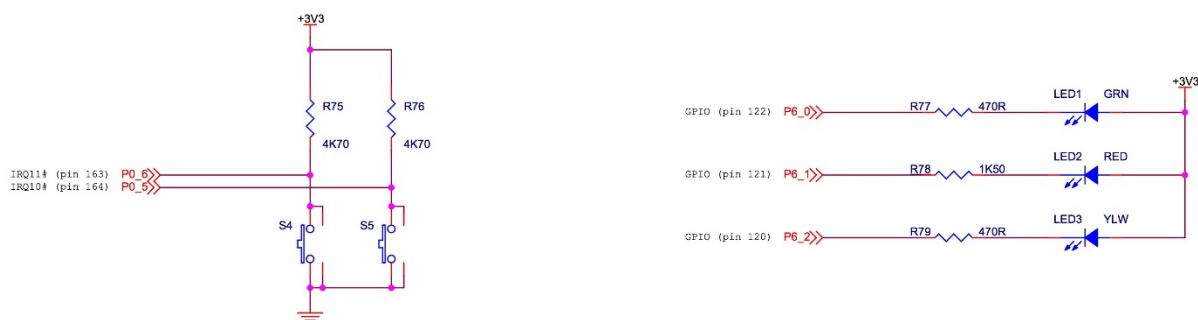 +3V3
R75
R76
4K70
4K70
IRQ11# (pin 163) P0_6
IRQ10# (pin 164) P0_5
S4
S5
+3V3
LED1 GRN
GPIO (pin 122) P6_0 R77 470R
LED2 RED
GPIO (pin 121) P6_1 R78 1K50
LED3 YLW
GPIO (pin 120) P6_2 R79 470R